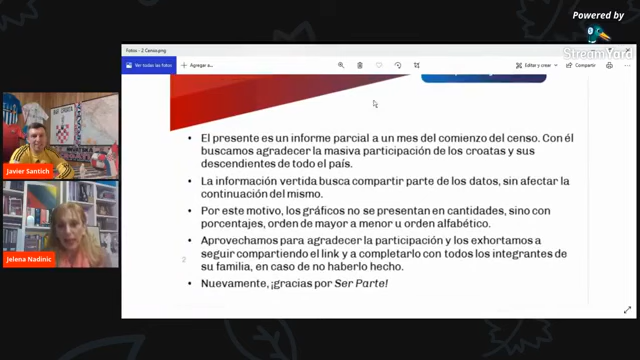 Powered by
StreamYard
Fotos - 2 Censo.png
Ver todas las fotos
Agregar a...
Editar y crear
Compartir
• El presente es un informe parcial a un mes del comienzo del censo. Con él
buscamos agradecer la masiva participación de los croatas y sus
descendientes de todo el país.
• La información vertida busca compartir parte de los datos, sin afectar la
continuación del mismo.
• Por este motivo, los gráficos no se presentan en cantidades, sino con
porcentajes, orden de mayor a menor u orden alfabético.
• Aprovechamos para agradecer la participación y los exhortamos a
seguir compartiendo el link y a completarlo con todos los integrantes de
su familia, en caso de no haberlo hecho.
• Nuevamente, ¡gracias por Ser Parte!
2
Javier Santich
Jelena Nadinic